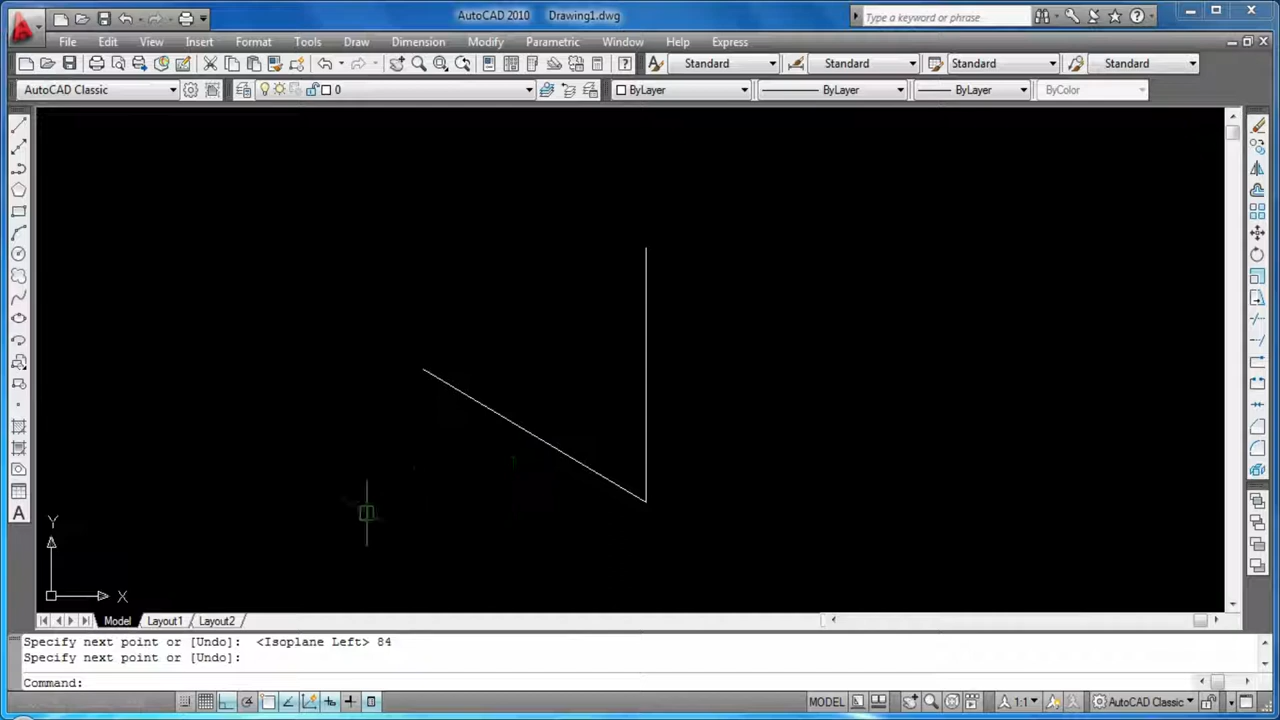 AutoCAD 2010 Drawing1.dwg
Type a keyword or phrase
File Edit View Insert Format Tools Draw Dimension Modify Parametric Window Help Express
Standard Standard Standard Standard
AutoCAD Classic 0 ByLayer ByLayer ByLayer ByColor
A
Y
X
Model Layout1 Layout2
Specify next point or [Undo]: <Isoplane Left> 84
Specify next point or [Undo]:
Command:
MODEL 1:1 AutoCAD Classic